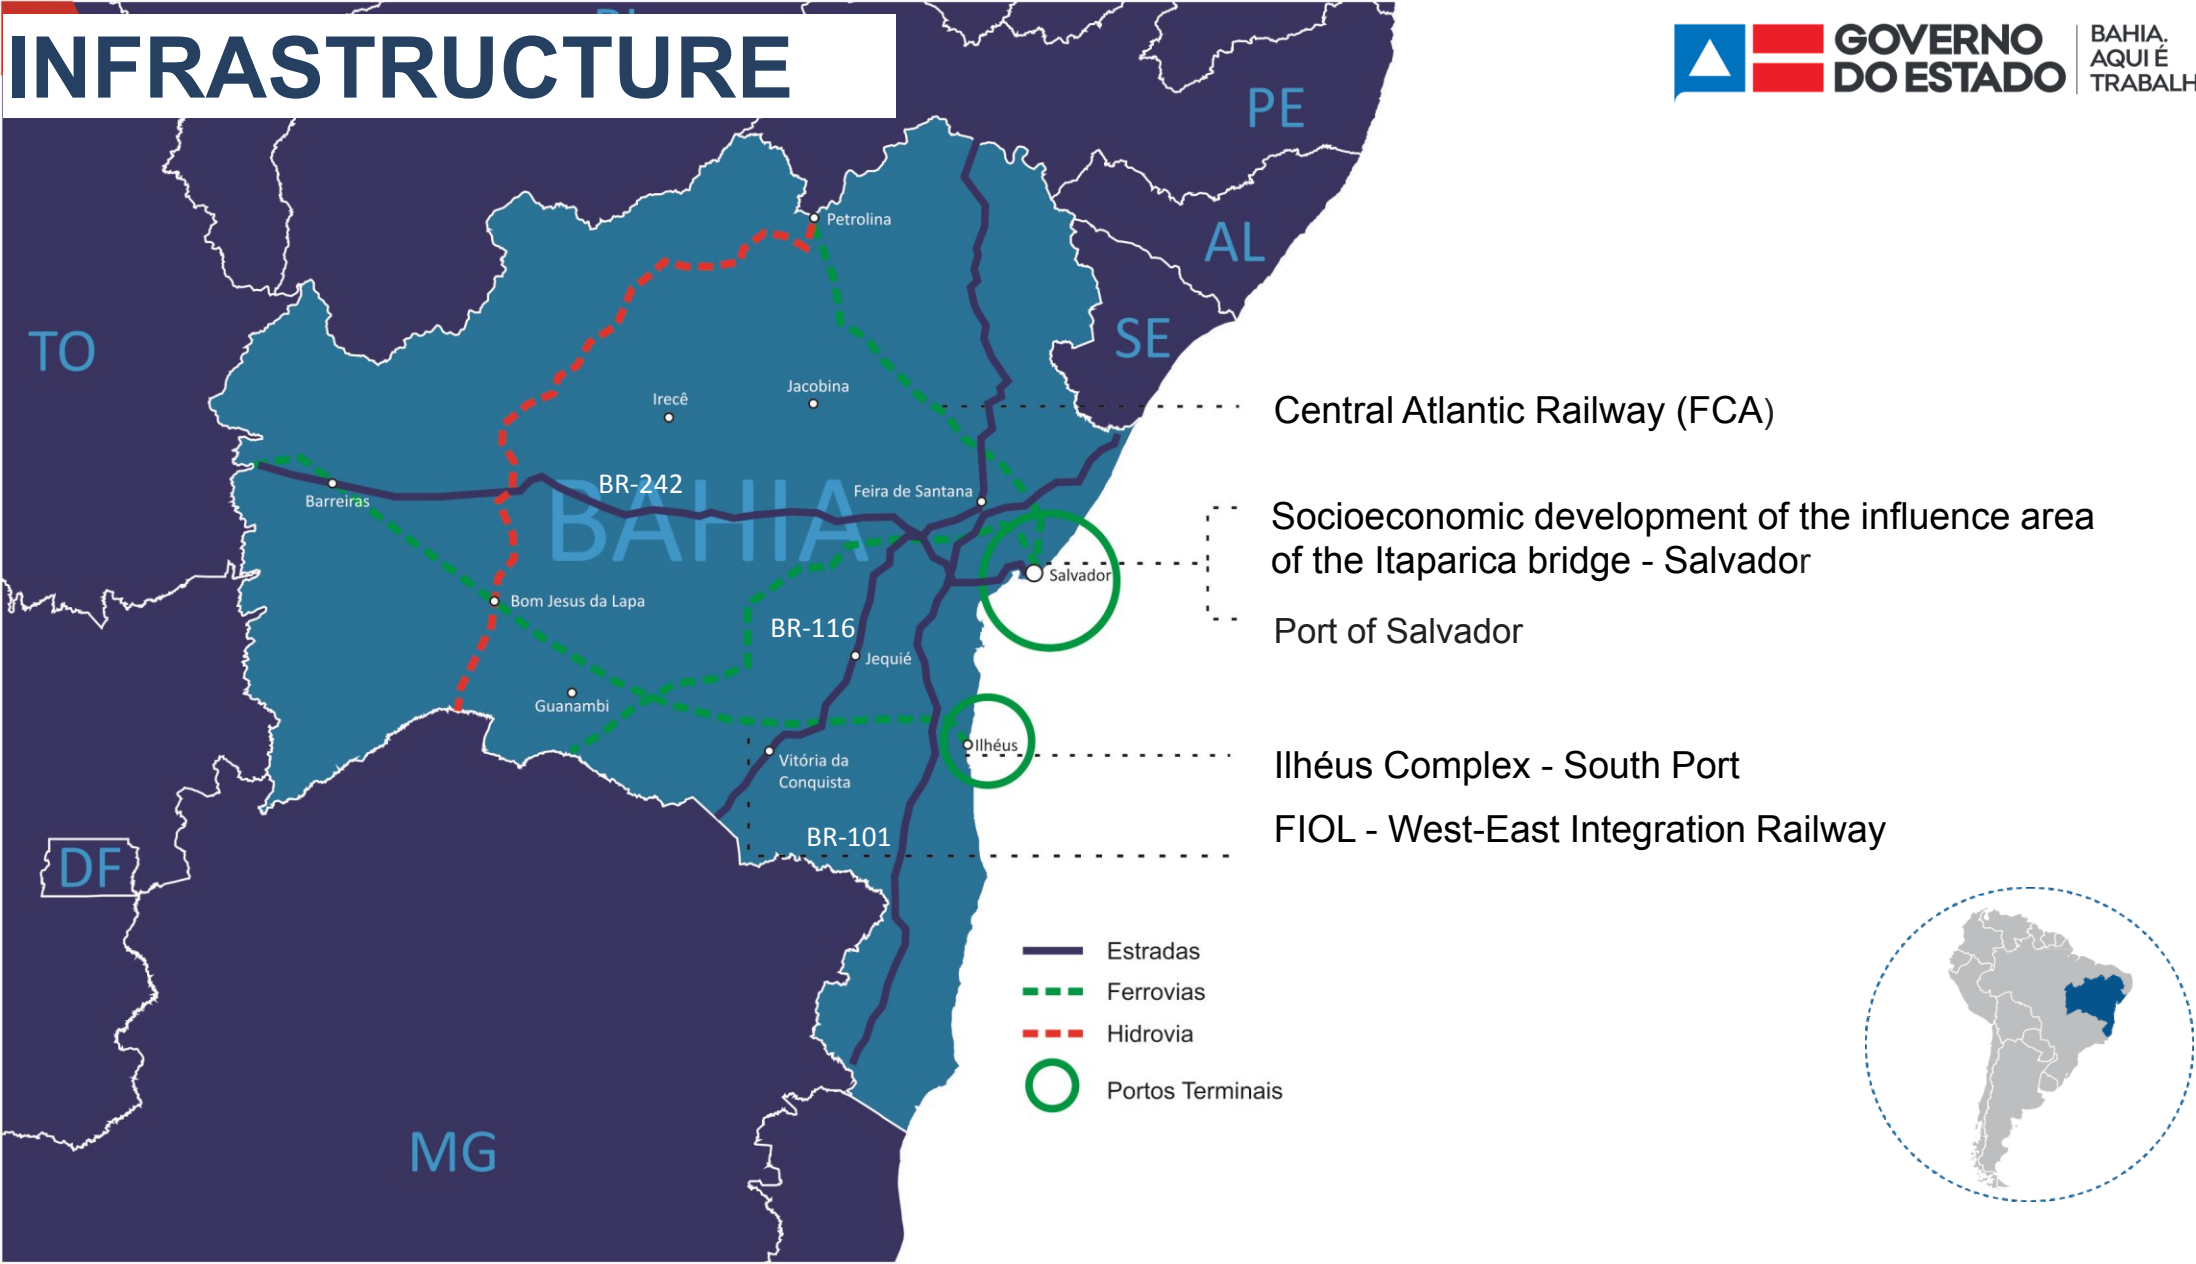 INFRASTRUCTURE
GOVERNO
DO ESTADO
BAHIA.
AQUI É
TRABALH
PE
AL
SE
TO
Petrolina
Jacobina
Irecê
Central Atlantic Railway (FCA)
BR-242
Feira de Santana
Barreiras
BAHIA
Socioeconomic development of the influence area
of the Itaparica bridge - Salvador
Salvador
Bom Jesus da Lapa
BR-116
Port of Salvador
Jequié
Guanambi
Ilhéus
Vitória da
Conquista
Ilhéus Complex - South Port
BR-101
FIOL - West-East Integration Railway
DF
Estradas
Ferrovias
Hidrovia
Portos Terminais
MG